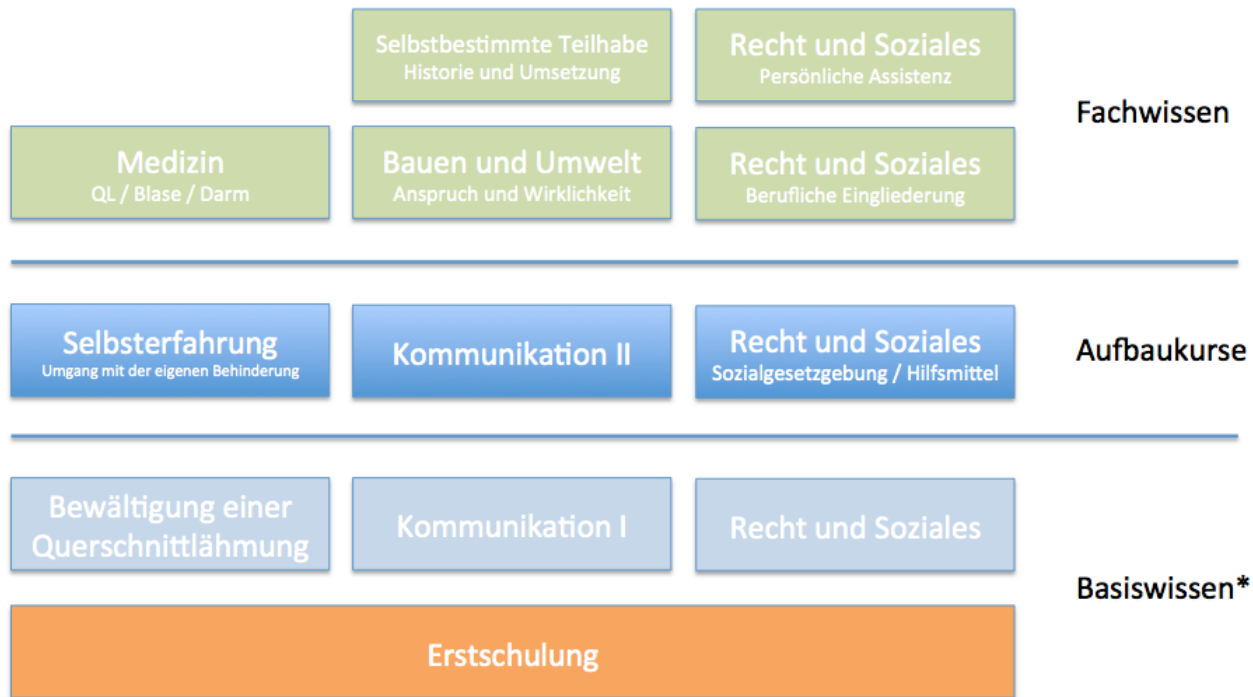 Selbstbestimmte Teilhabe
Historie und Umsetzung
Recht und Soziales
Persönliche Assistenz
Fachwissen
Medizin
QL / Blase / Darm
Bauen und Umwelt
Anspruch und Wirklichkeit
Recht und Soziales
Berufliche Eingliederung
Selbsterfahrung
Umgang mit der eigenen Behinderung
Kommunikation II
Recht und Soziales
Sozialgesetzgebung / Hilfsmittel
Aufbaukurse
Bewältigung einer
Querschnittlähmung
Kommunikation I
Recht und Soziales
Basiswissen*
Erstschulung